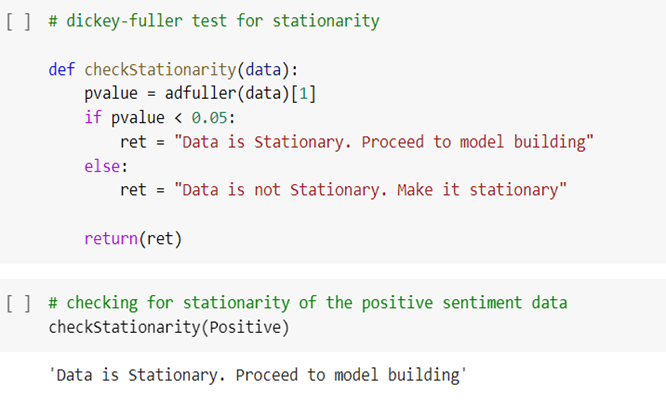 [ ] # dickey-fuller test for stationarity
def checkStationarity(data):
    pvalue = adfuller(data)[1]
    if pvalue < 0.05:
        ret = "Data is Stationary. Proceed to model building"
    else:
        ret = "Data is not Stationary. Make it stationary"
    return(ret)
[ ] # checking for stationarity of the positive sentiment data
checkStationarity(Positive)
'Data is Stationary. Proceed to model building'